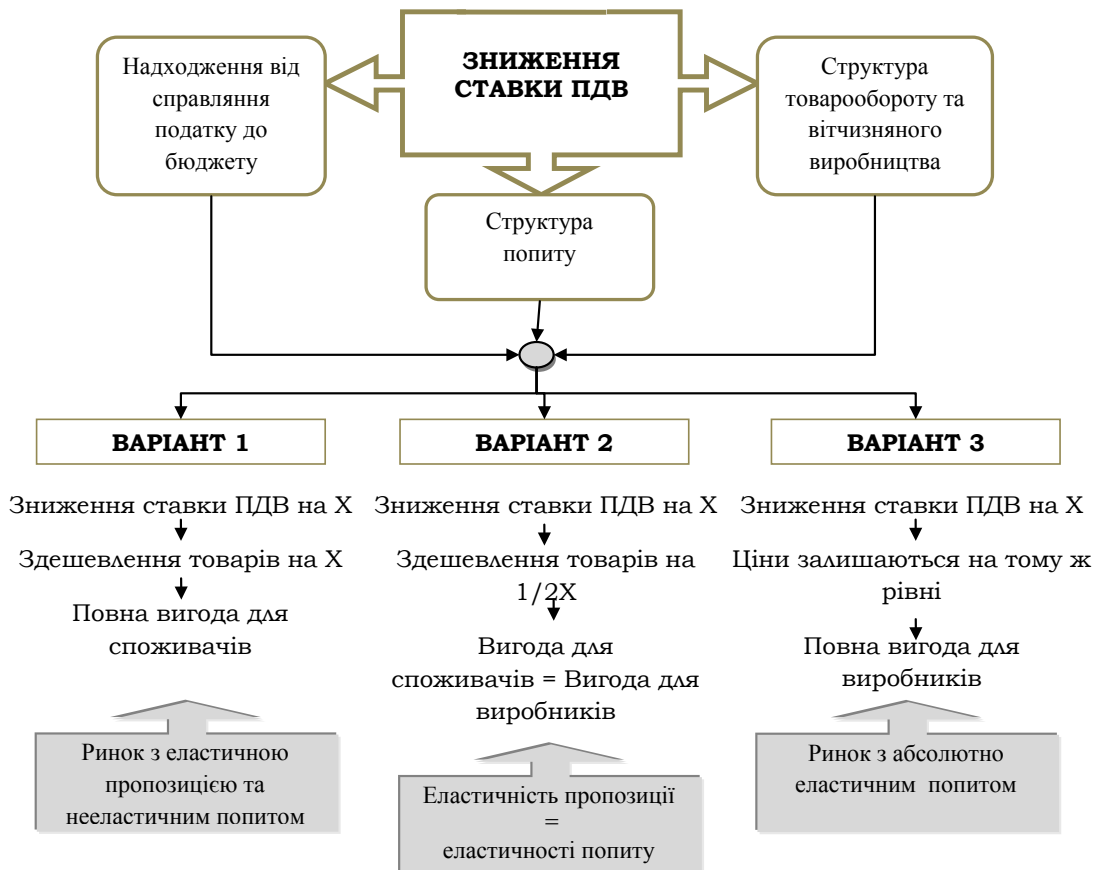 Надходження від
справляння
податку до
бюджету
ЗНИЖЕННЯ
СТАВКИ ПДВ
Структура
товарообороту та
вітчизняного
виробництва
Структура
попиту
ВАРІАНТ 1
ВАРІАНТ 2
ВАРІАНТ 3
Зниження ставки ПДВ на X
Здешевлення товарів на X
Повна вигода для
споживачів
Ринок з еластичною
пропозицією та
нееластичним попитом
Зниження ставки ПДВ на X
Здешевлення товарів на
1/2X
Вигода для
споживачів = Вигода для
виробників
Еластичність пропозиції
=
еластичності попиту
Зниження ставки ПДВ на X
Ціни залишаються на тому ж
рівні
Повна вигода для
виробників
Ринок з абсолютно
еластичним попитом